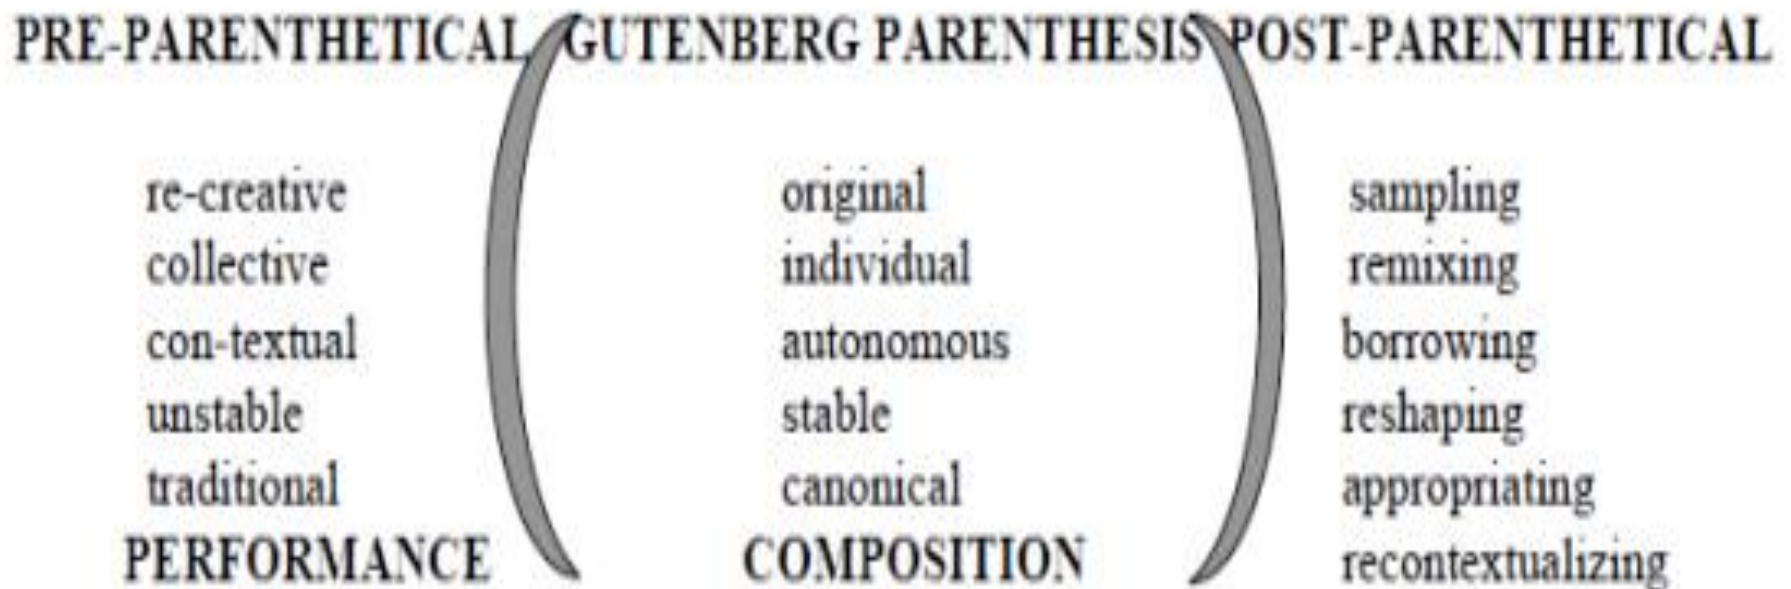 PRE-PARENTHETICAL GUTENBERG PARENTHESIS POST-PARENTHETICAL
re-creative original sampling
collective individual remixing
con-textual autonomous borrowing
unstable stable reshaping
traditional canonical appropriating
PERFORMANCE COMPOSITION recontextualizing